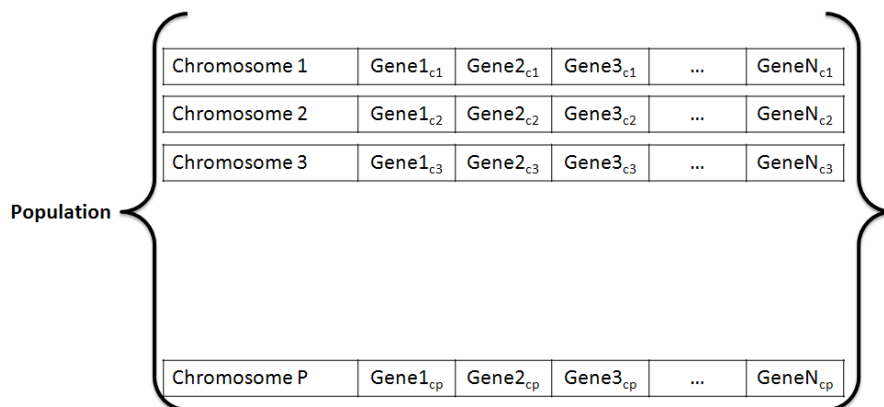 Chromosome 1 Gene1c1 Gene2c1 Gene3c1 ... GeneNc1
Chromosome 2 Gene1c2 Gene2c2 Gene3c2 ... GeneNc2
Chromosome 3 Gene1c3 Gene2c3 Gene3c3 ... GeneNc3
Population
Chromosome P Gene1cp Gene2cp Gene3cp ... GeneNcp